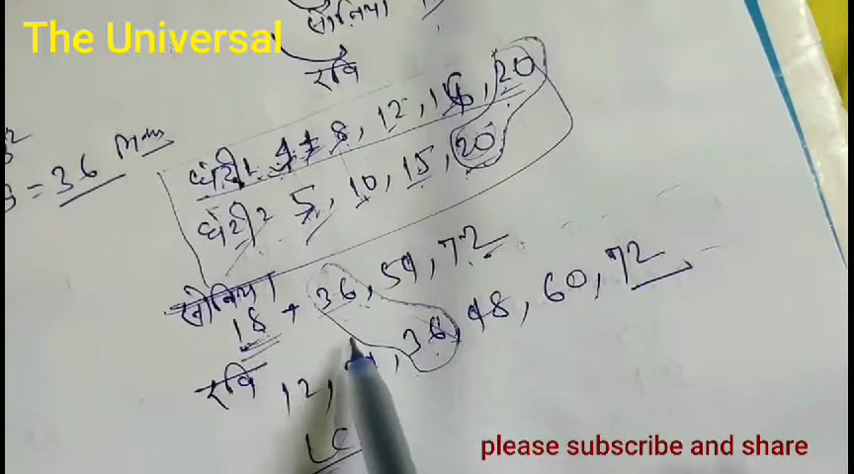 The Universal
सोनिया
रवि
= 36 min
घंटी1 4, 8, 12, 16, 20
घंटी2 5, 10, 15, 20
सोनिया
18, 36, 54, 72
रवि 12, 36, 48, 60, 72
LC
please subscribe and share